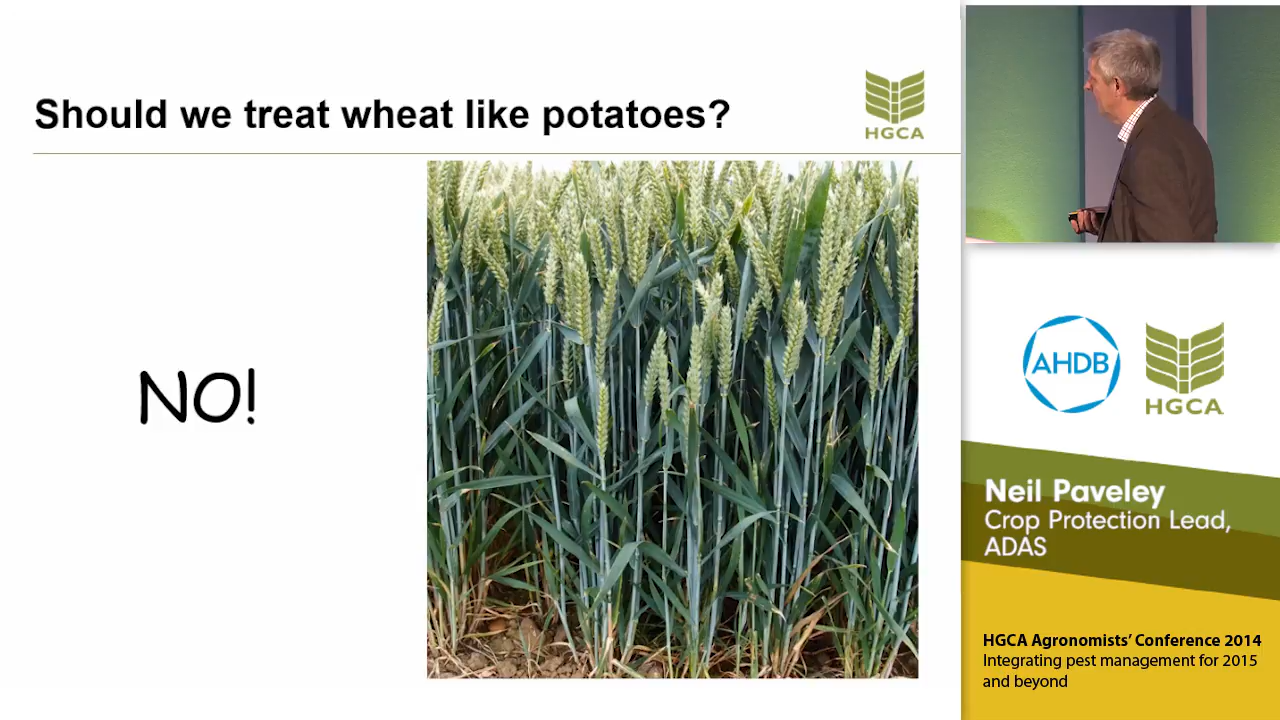 Should we treat wheat like potatoes?
HGCA
NO!
AHDB
HGCA
Neil Paveley
Crop Protection Lead,
ADAS
HGCA Agronomists' Conference 2014
Integrating pest management for 2015
and beyond